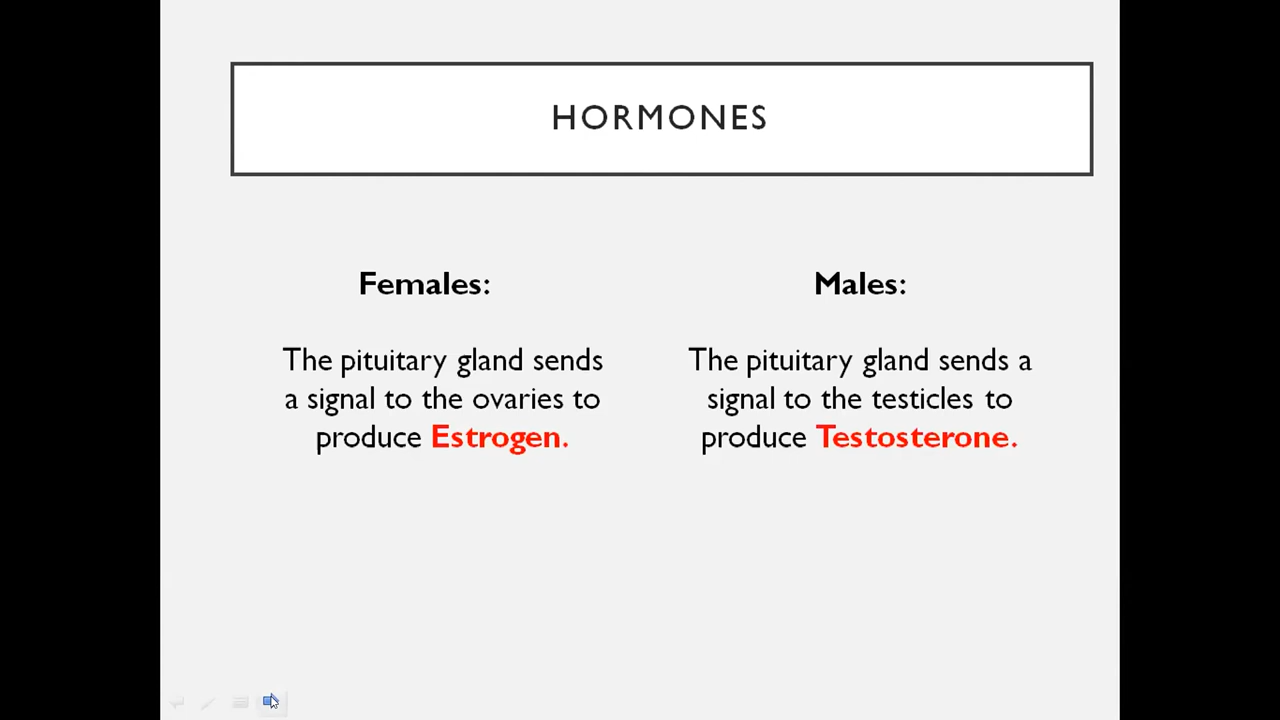 HORMONES
Females:
The pituitary gland sends
a signal to the ovaries to
produce Estrogen.
Males:
The pituitary gland sends a
signal to the testicles to
produce Testosterone.